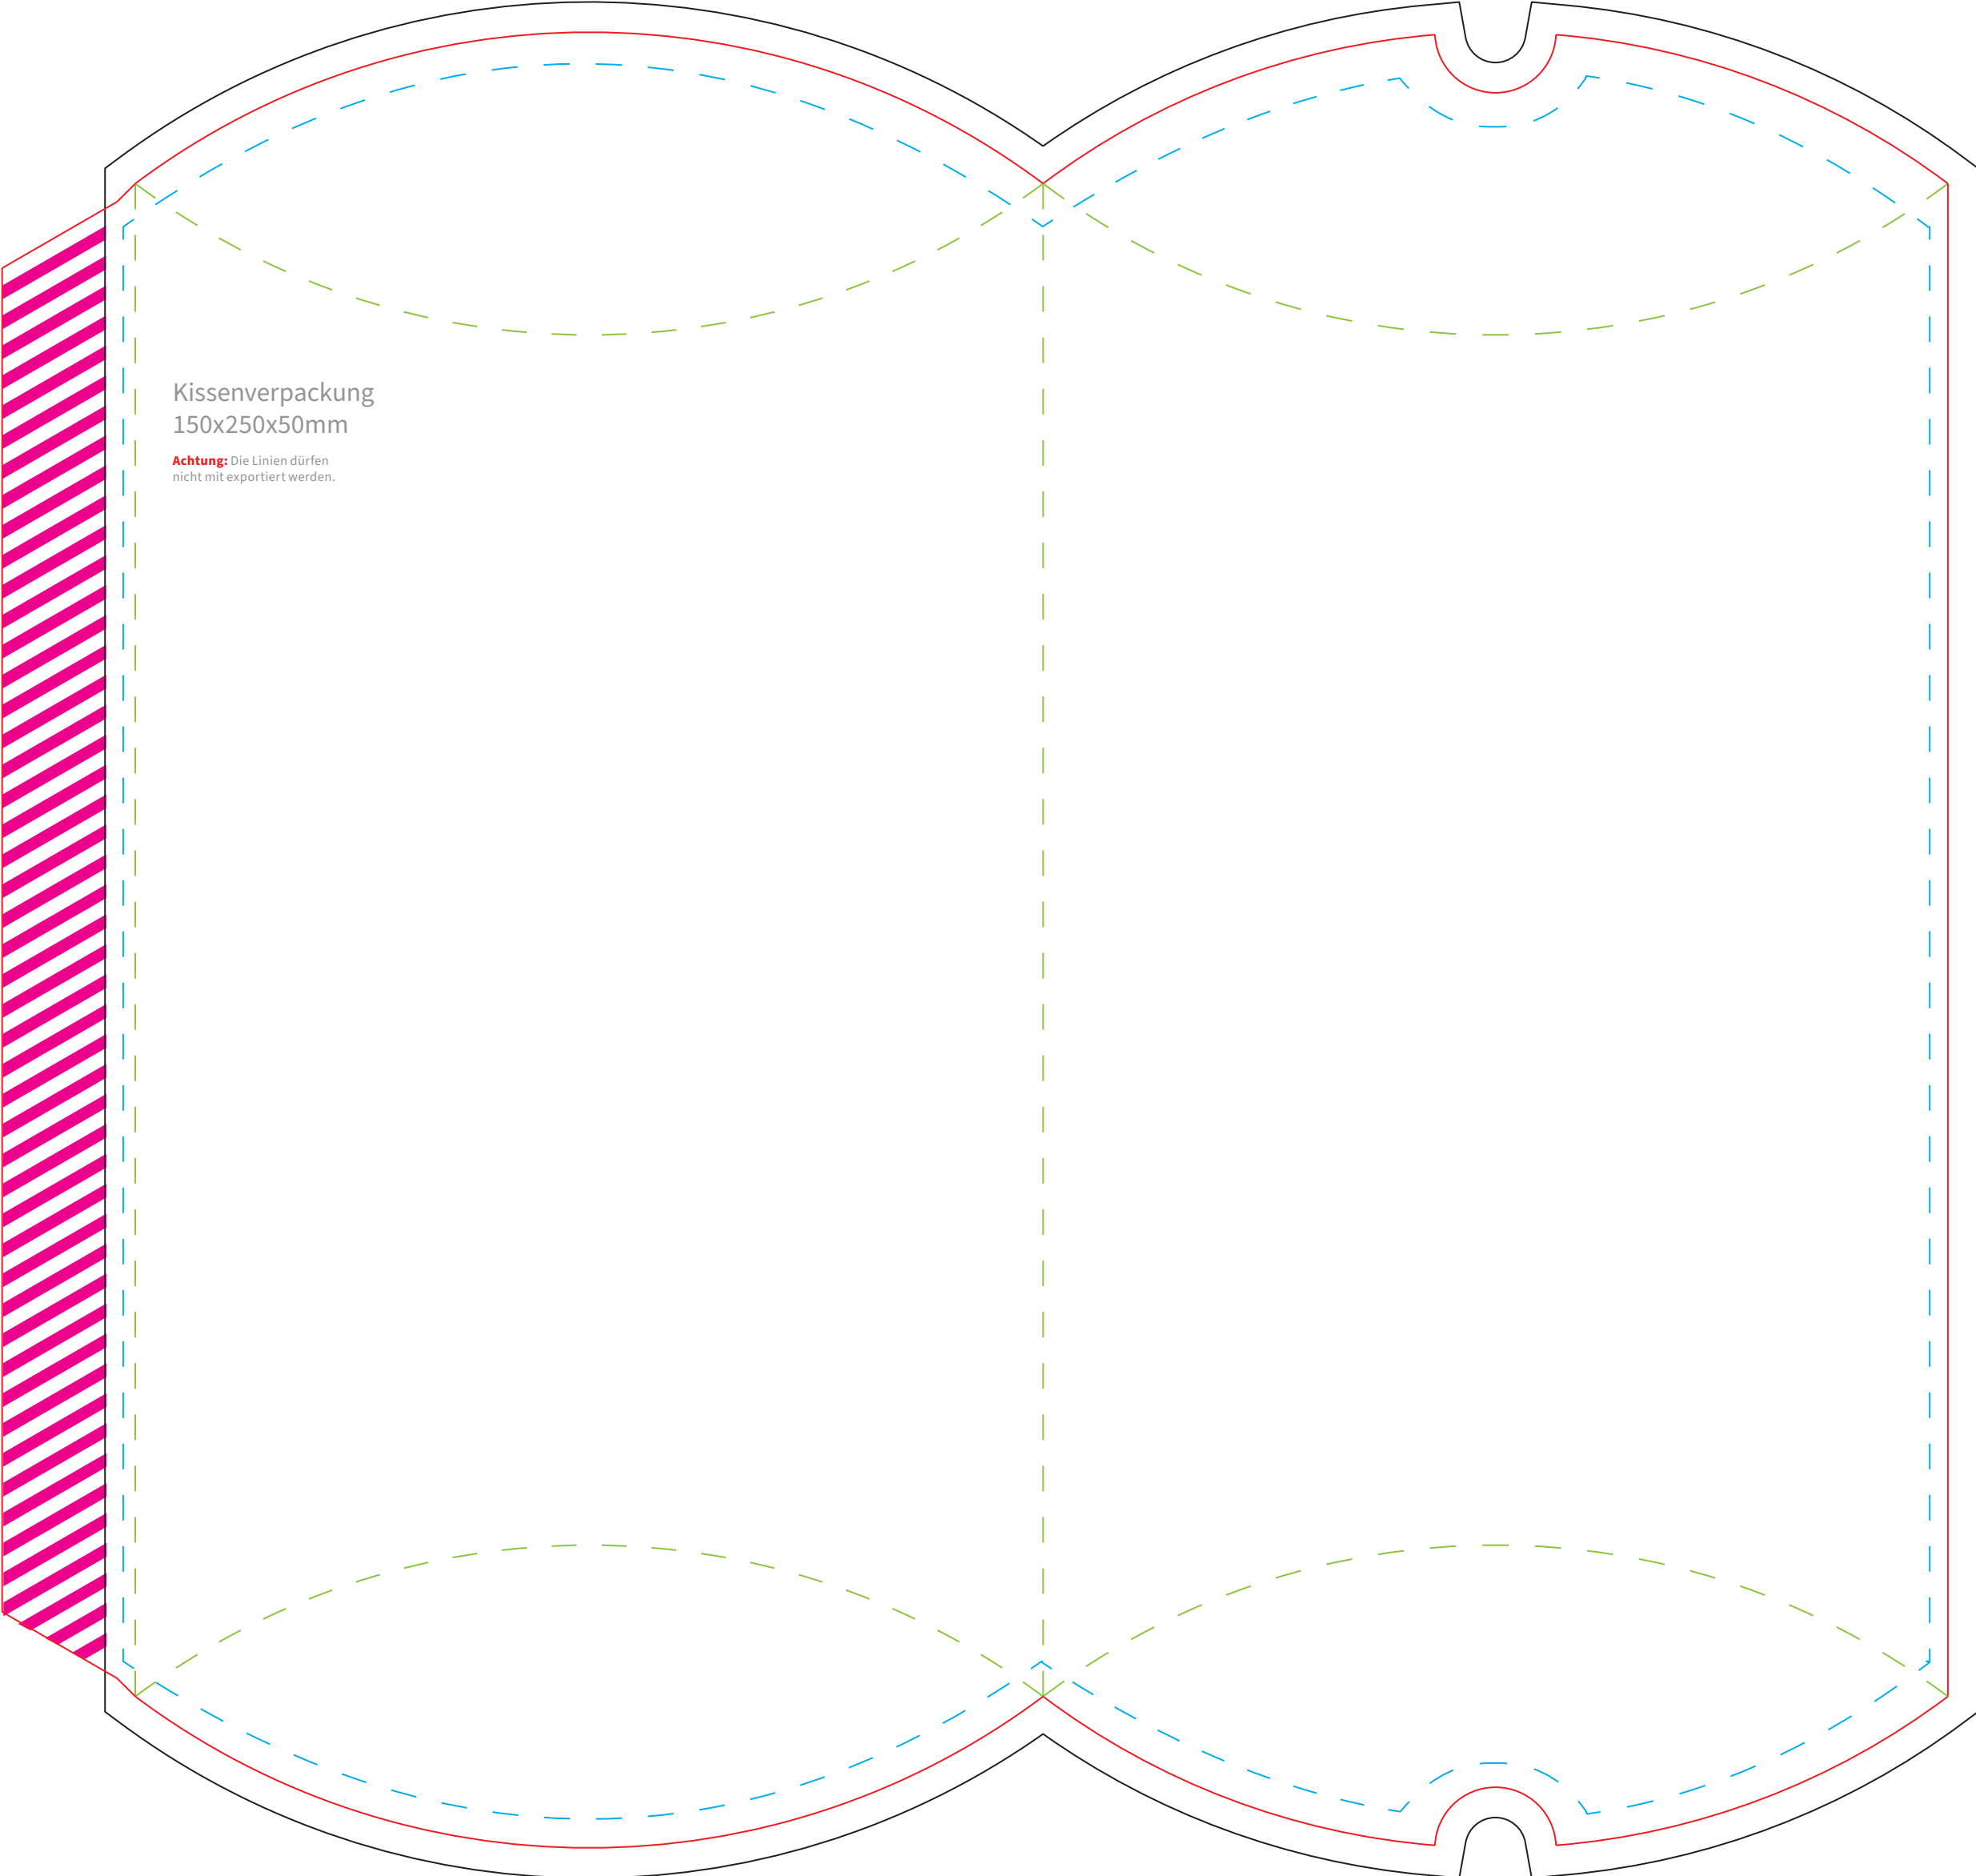 Kissenverpackung
150x250x50mm
Achtung: Die Linien dürfen
nicht mit exportiert werden.